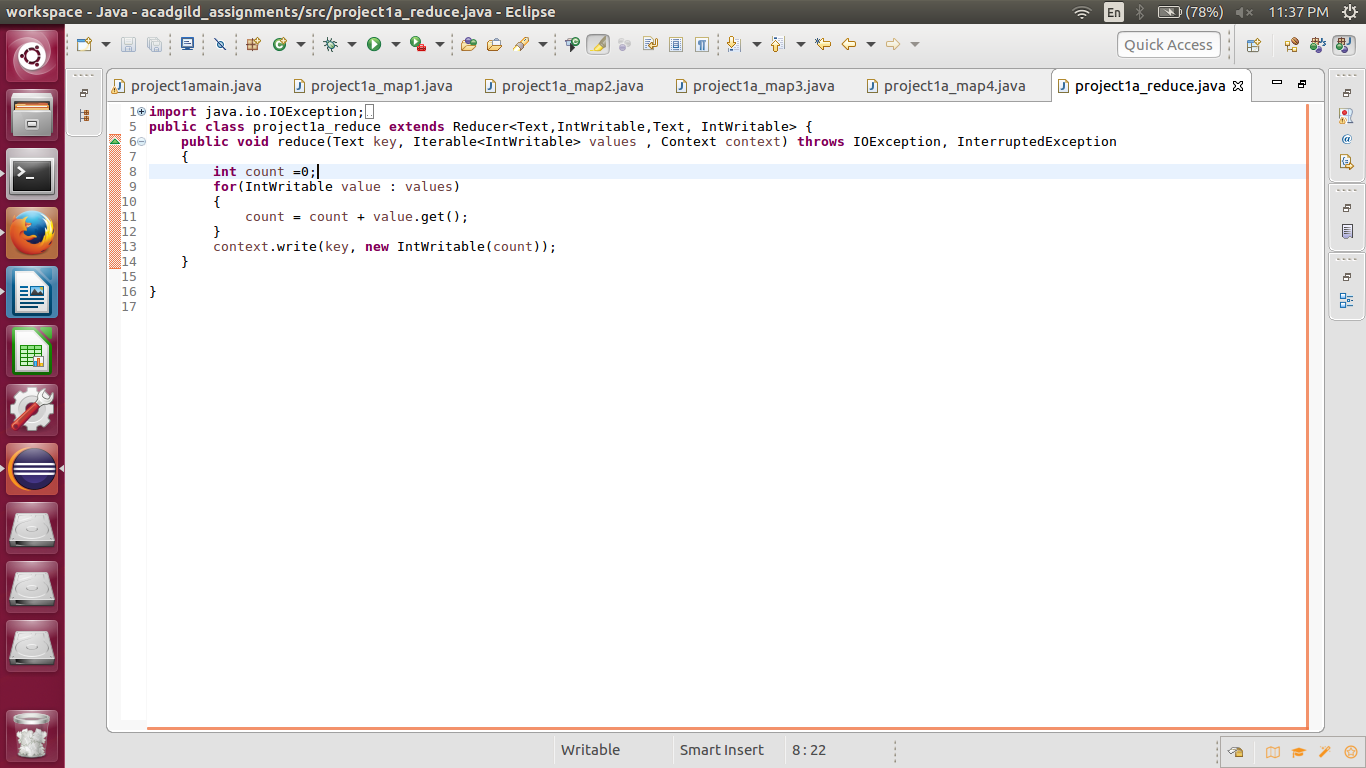 workspace - Java - acadgild_assignments/src/project1a_reduce.java - Eclipse
En
(78%)
11:37 PM
Quick Access
project1amain.java
project1a_map1.java
project1a_map2.java
project1a_map3.java
project1a_map4.java
project1a_reduce.java
1 import java.io.IOException;
5 public class project1a_reduce extends Reducer<Text,IntWritable,Text, IntWritable> {
6 public void reduce(Text key, Iterable<IntWritable> values , Context context) throws IOException, InterruptedException
7 {
8 int count =0;
9 for(IntWritable value : values)
10 {
11 count = count + value.get();
12 }
13 context.write(key, new IntWritable(count));
14 }
15
16 }
17
Writable
Smart Insert
8 : 22